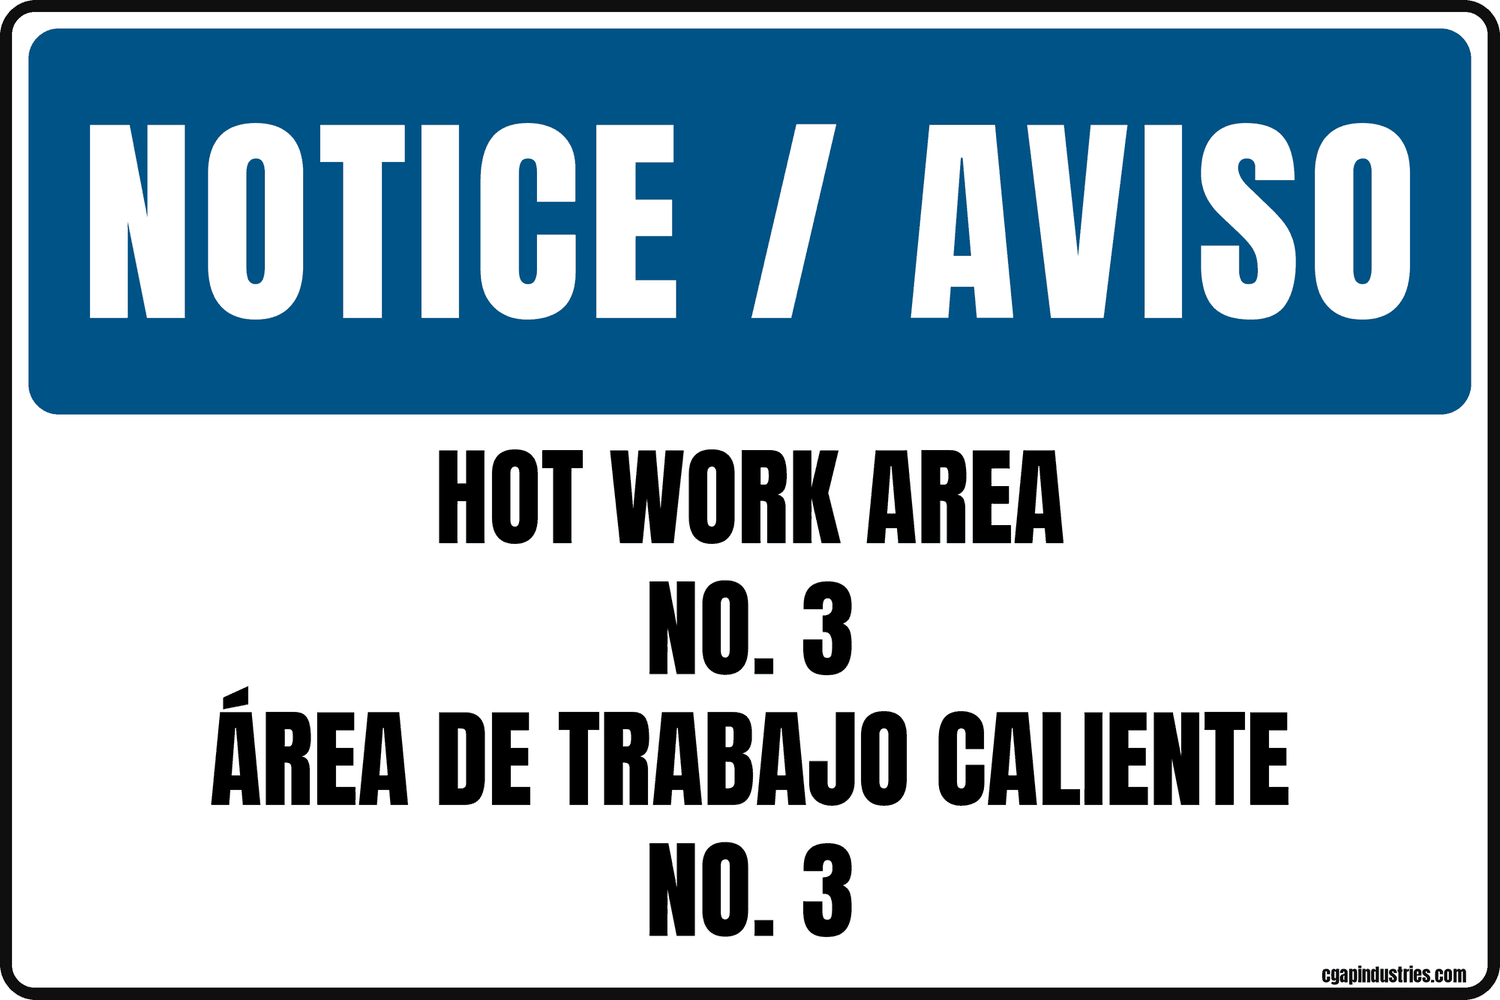 NOTICE / AVISO
HOT WORK AREA
NO. 3
ÁREA DE TRABAJO CALIENTE
NO. 3
cgapindustries.com